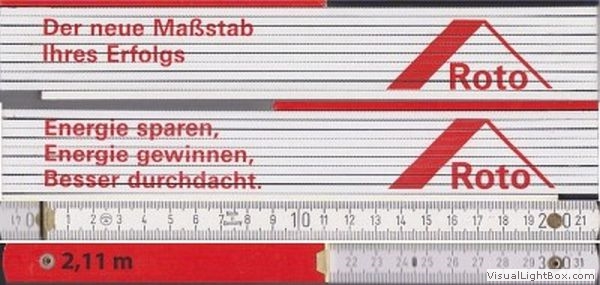 Der neue Maßstab
Ihres Erfolgs
Roto
Energie sparen,
Energie gewinnen,
Besser durchdacht.
Roto
0 1 2 3 4 5 6 7 8 9 10 11 12 13 14 15 16 17 18 19 20 21
2,11 m
22 23 24 25 26 27 28 29 30 31
VisualLightBox.com